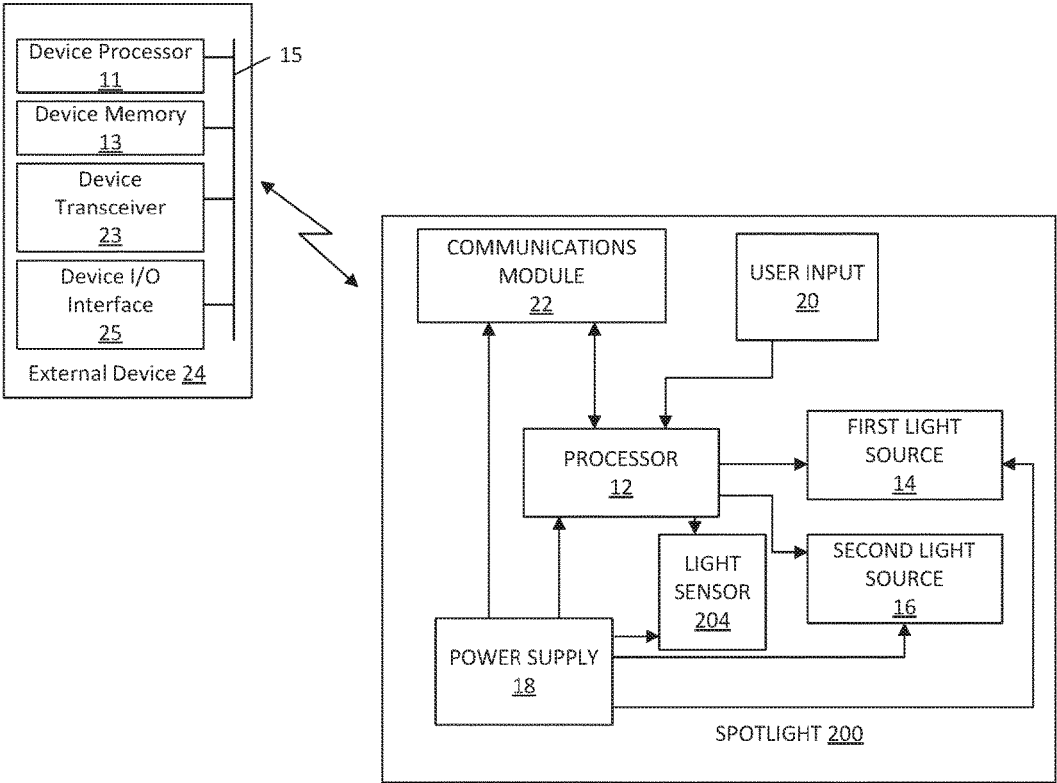 Device Processor
11
15
Device Memory
13
Device
Transceiver
23
Device I/O
Interface
25
External Device 24
COMMUNICATIONS
MODULE
22
USER INPUT
20
PROCESSOR
12
FIRST LIGHT
SOURCE
14
LIGHT
SENSOR
204
SECOND LIGHT
SOURCE
16
POWER SUPPLY
18
SPOTLIGHT 200